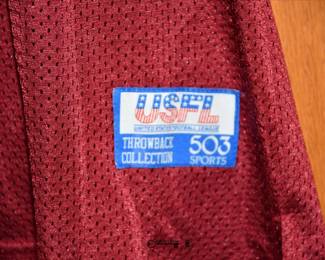 USFL
UNITED STATES FOOTBALL LEAGUE
THROWBACK 503
COLLECTION SPORTS